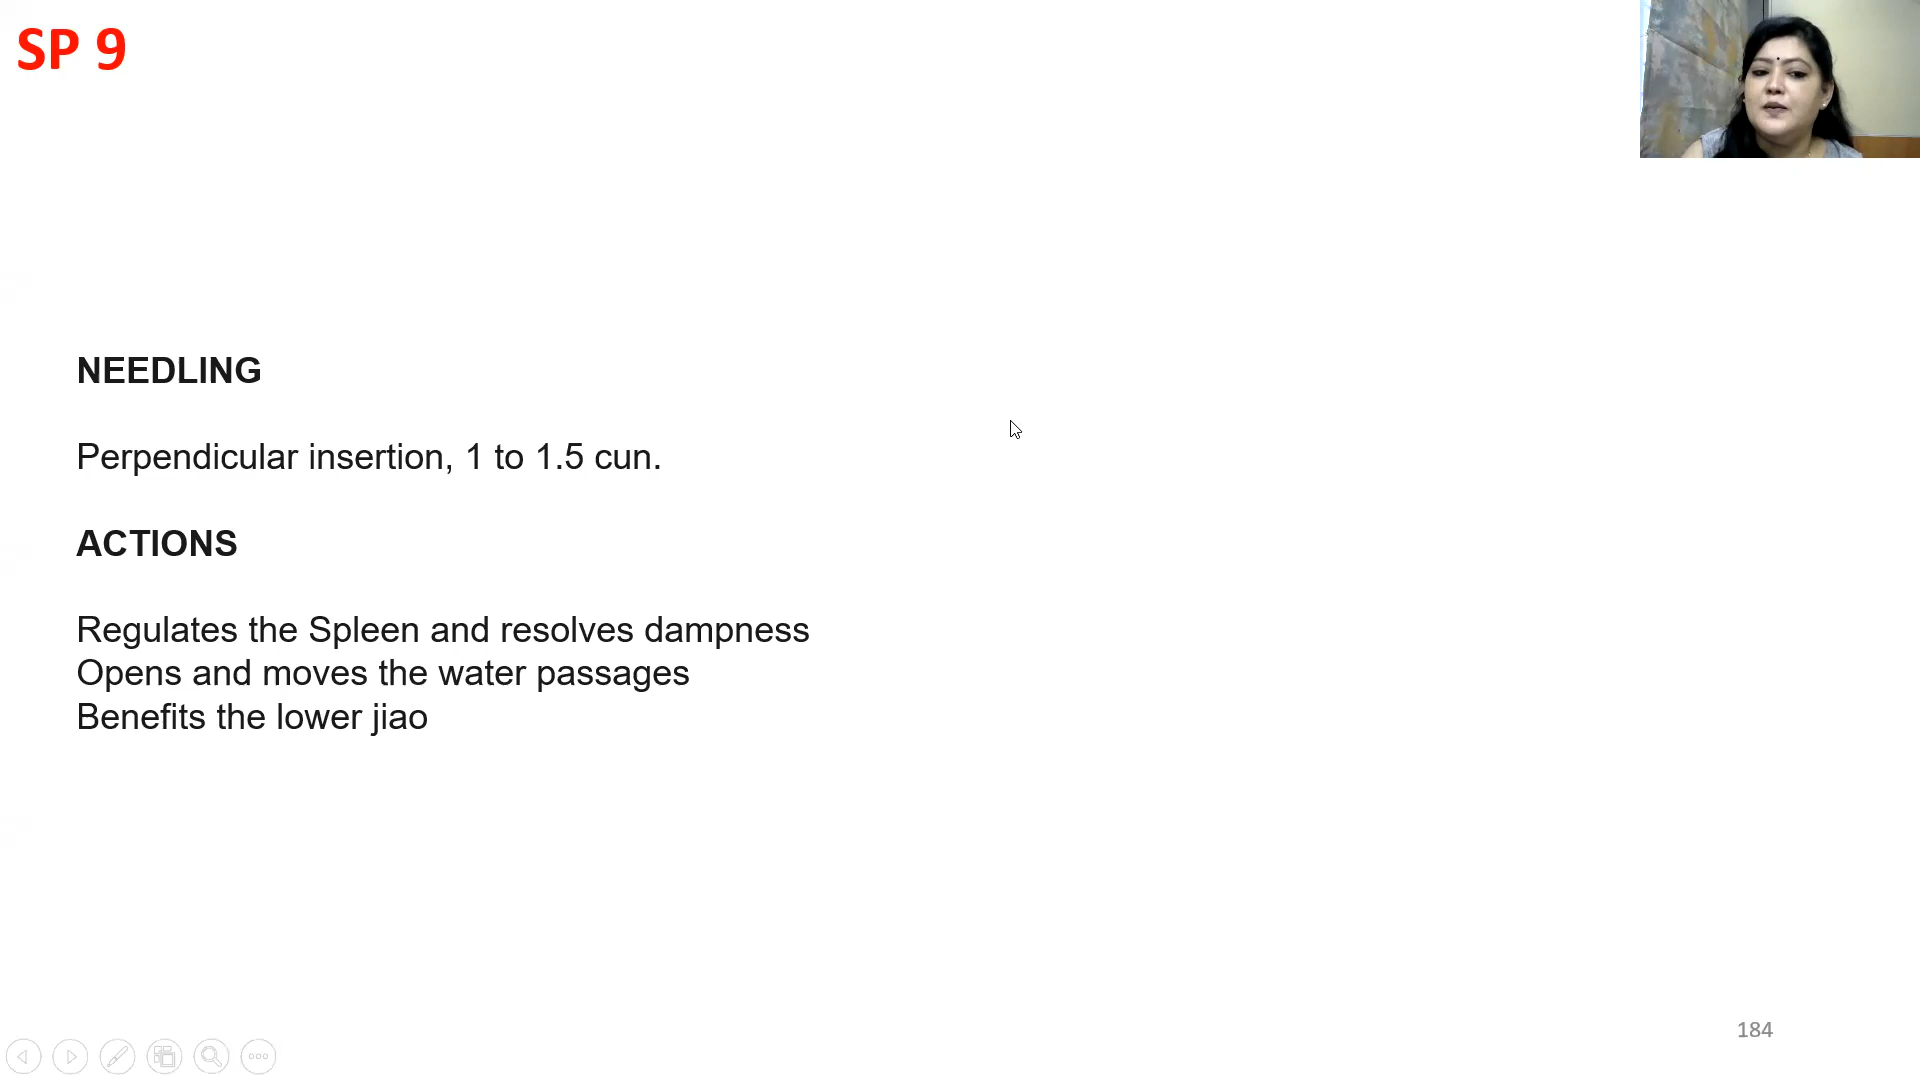 SP 9
NEEDLING
Perpendicular insertion, 1 to 1.5 cun.
ACTIONS
Regulates the Spleen and resolves dampness
Opens and moves the water passages
Benefits the lower jiao
184